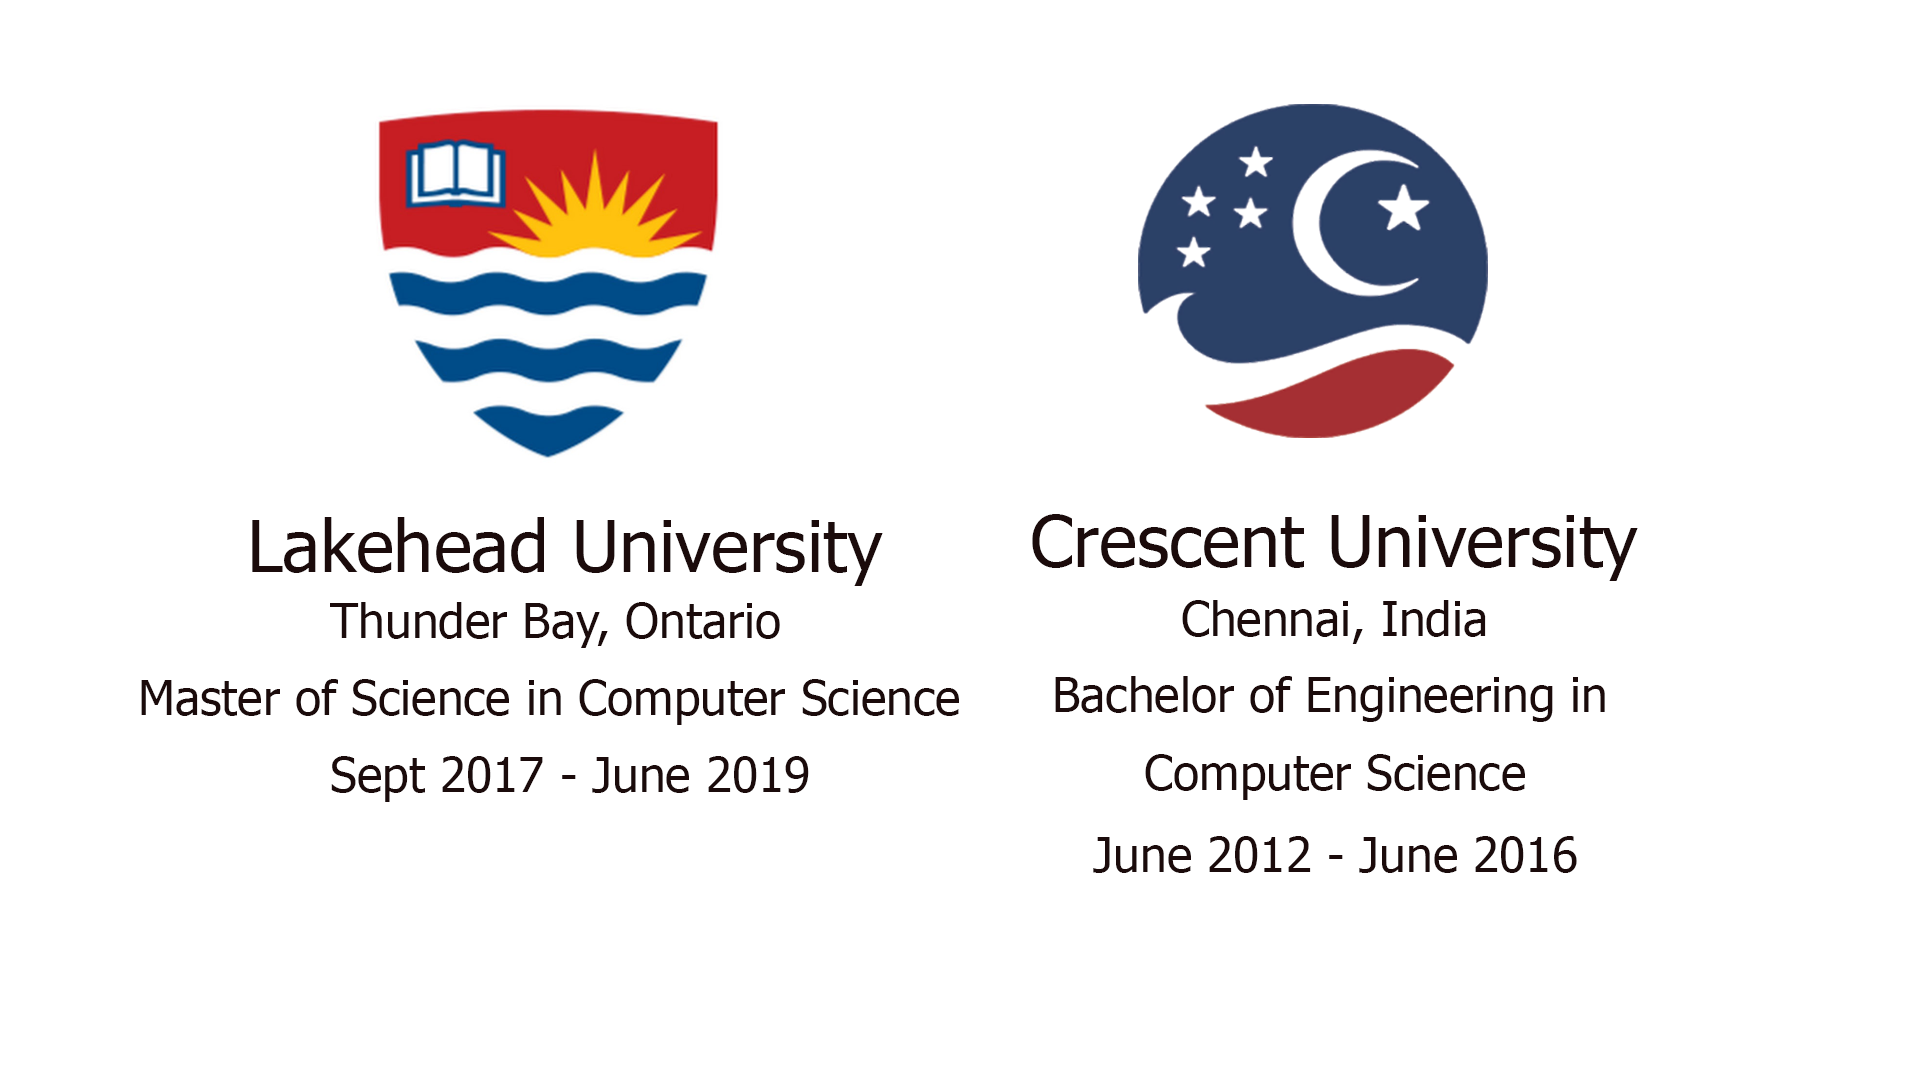 Lakehead University
Thunder Bay, Ontario
Master of Science in Computer Science
Sept 2017 - June 2019
Crescent University
Chennai, India
Bachelor of Engineering in
Computer Science
June 2012 - June 2016